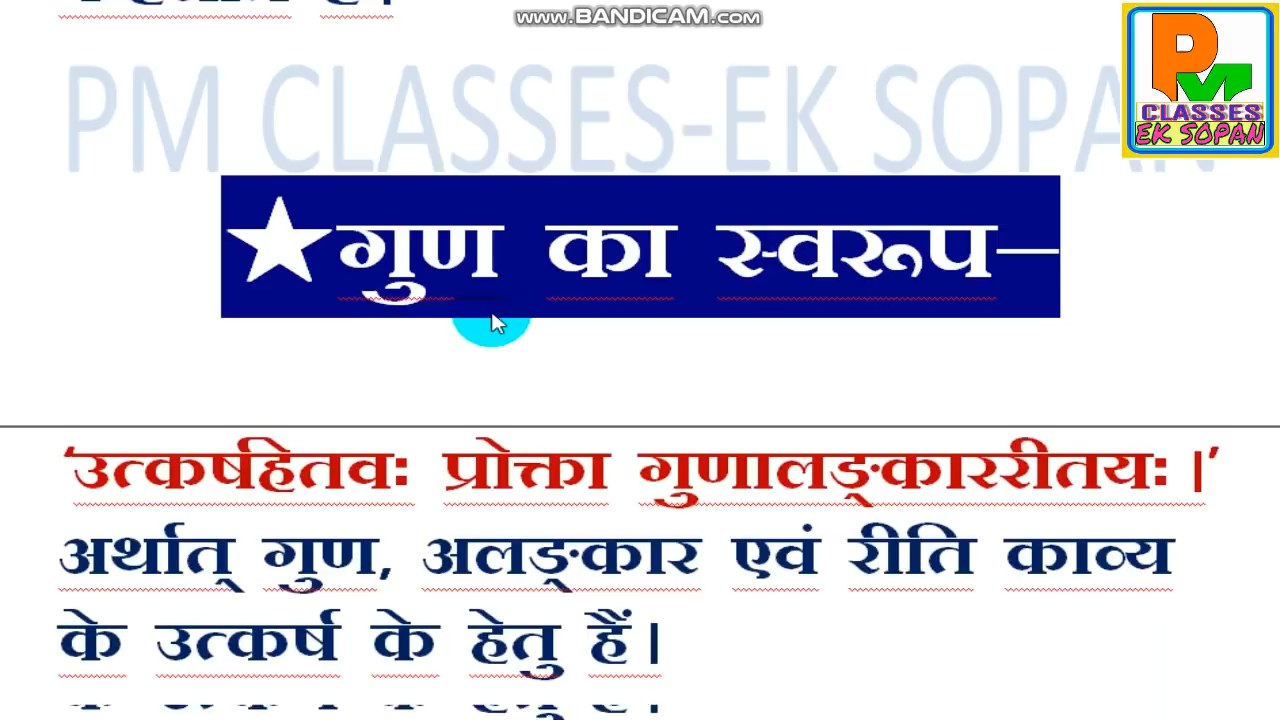 www.BANDICAM.com
PM CLASSES-EK SOPAN
PM
CLASSES
EK SOPAN
★गुण का स्वरूप–
'उत्कर्षहेतवः प्रोक्ता गुणालङ्काररीतयः।'
अर्थात् गुण, अलङ्कार एवं रीति काव्य
के उत्कर्ष के हेतु हैं।